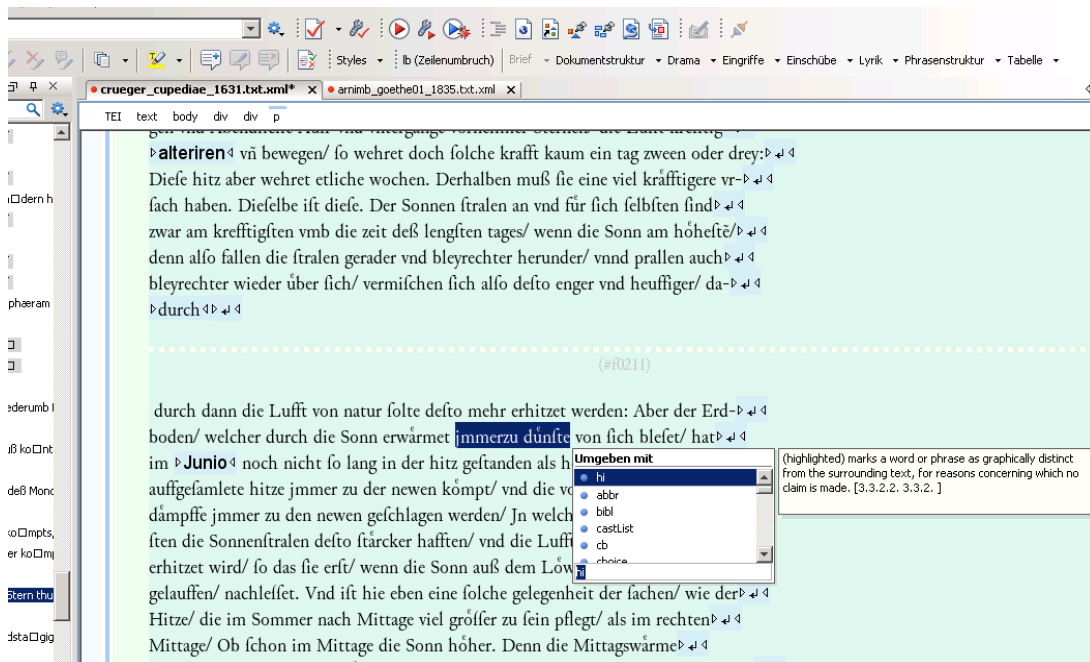 Styles
lb (Zeilenumbruch)
Brief
Dokumentstruktur
Drama
Eingriffe
Einschübe
Lyrik
Phrasenstruktur
Tabelle
crueger_cupediae_1631.txt.xml* x
arnimb_goethe01_1835.txt.xml x
TEI text body div div p
alteriren vñ bewegen/ ſo wehret doch ſolche krafft kaum ein tag zween oder drey:
Dieſe hitz aber wehret etliche wochen. Derhalben muß ſie eine viel kraͤfftigere vr-
ſach haben. Dieſelbe iſt dieſe. Der Sonnen ſtralen an vnd fuͤr ſich ſelbſten ſind
zwar am krefftigſten vmb die zeit deß lengſten tages/ wenn die Sonn am hoͤheſtẽ/
denn alſo fallen die ſtralen gerader vnd bleyrechter herunder/ vnnd prallen auch
bleyrechter wieder uͤber ſich/ vermiſchen ſich alſo deſto enger vnd heuffiger/ da-
durch
(#f0211)
durch dann die Lufft von natur ſolte deſto mehr erhitzet werden: Aber der Erd-
boden/ welcher durch die Sonn erwaͤrmet jmmerzu duͤnſte von ſich bleſet/ hat
im Junio noch nicht ſo lang in der hitz geſtanden als h
auffgeſamlete hitze jmmer zu der newen koͤmpt/ vnd die vo
daͤmpffe jmmer zu den newen geſchlagen werden/ Jn welch
ſten die Sonnenſtralen deſto ſtaͤrcker hafften/ vnd die Lufft
erhitzet wird/ ſo das ſie erſt/ wenn die Sonn auß dem Loͤw
gelauffen/ nachleſſet. Vnd iſt hie eben eine ſolche gelegenheit der ſachen/ wie der
Hitze/ die im Sommer nach Mittage viel groͤſſer zu ſein pflegt/ als im rechten
Mittage/ Ob ſchon im Mittage die Sonn hoͤher. Denn die Mittagswaͤrme
Umgeben mit
hi
abbr
bibl
castList
cb
choice
hi
(highlighted) marks a word or phrase as graphically distinct
from the surrounding text, for reasons concerning which no
claim is made. [3.3.2.2. 3.3.2. ]
phæram
ederumb
deß Mond
Stern thu